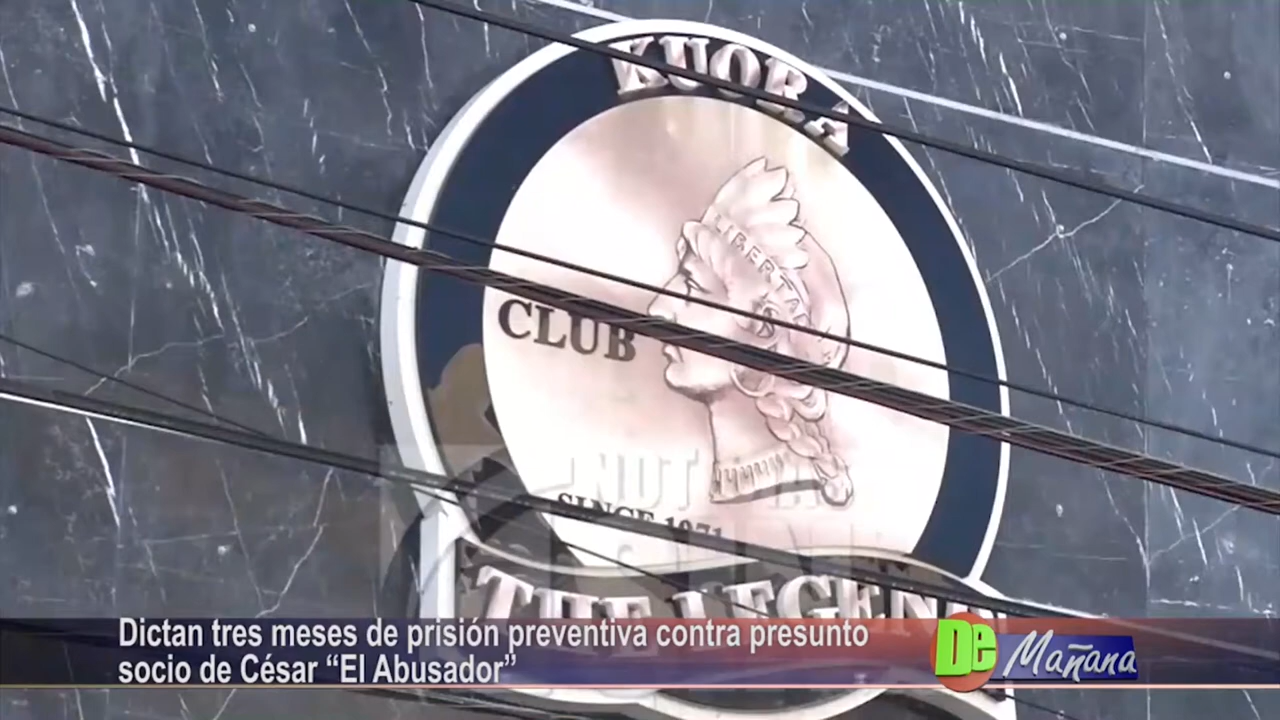 KUORA
LIBERTAD
CLUB
SINCE 1971
THE LEGEND
Dictan tres meses de prisión preventiva contra presunto
socio de César “El Abusador”
De Mañana